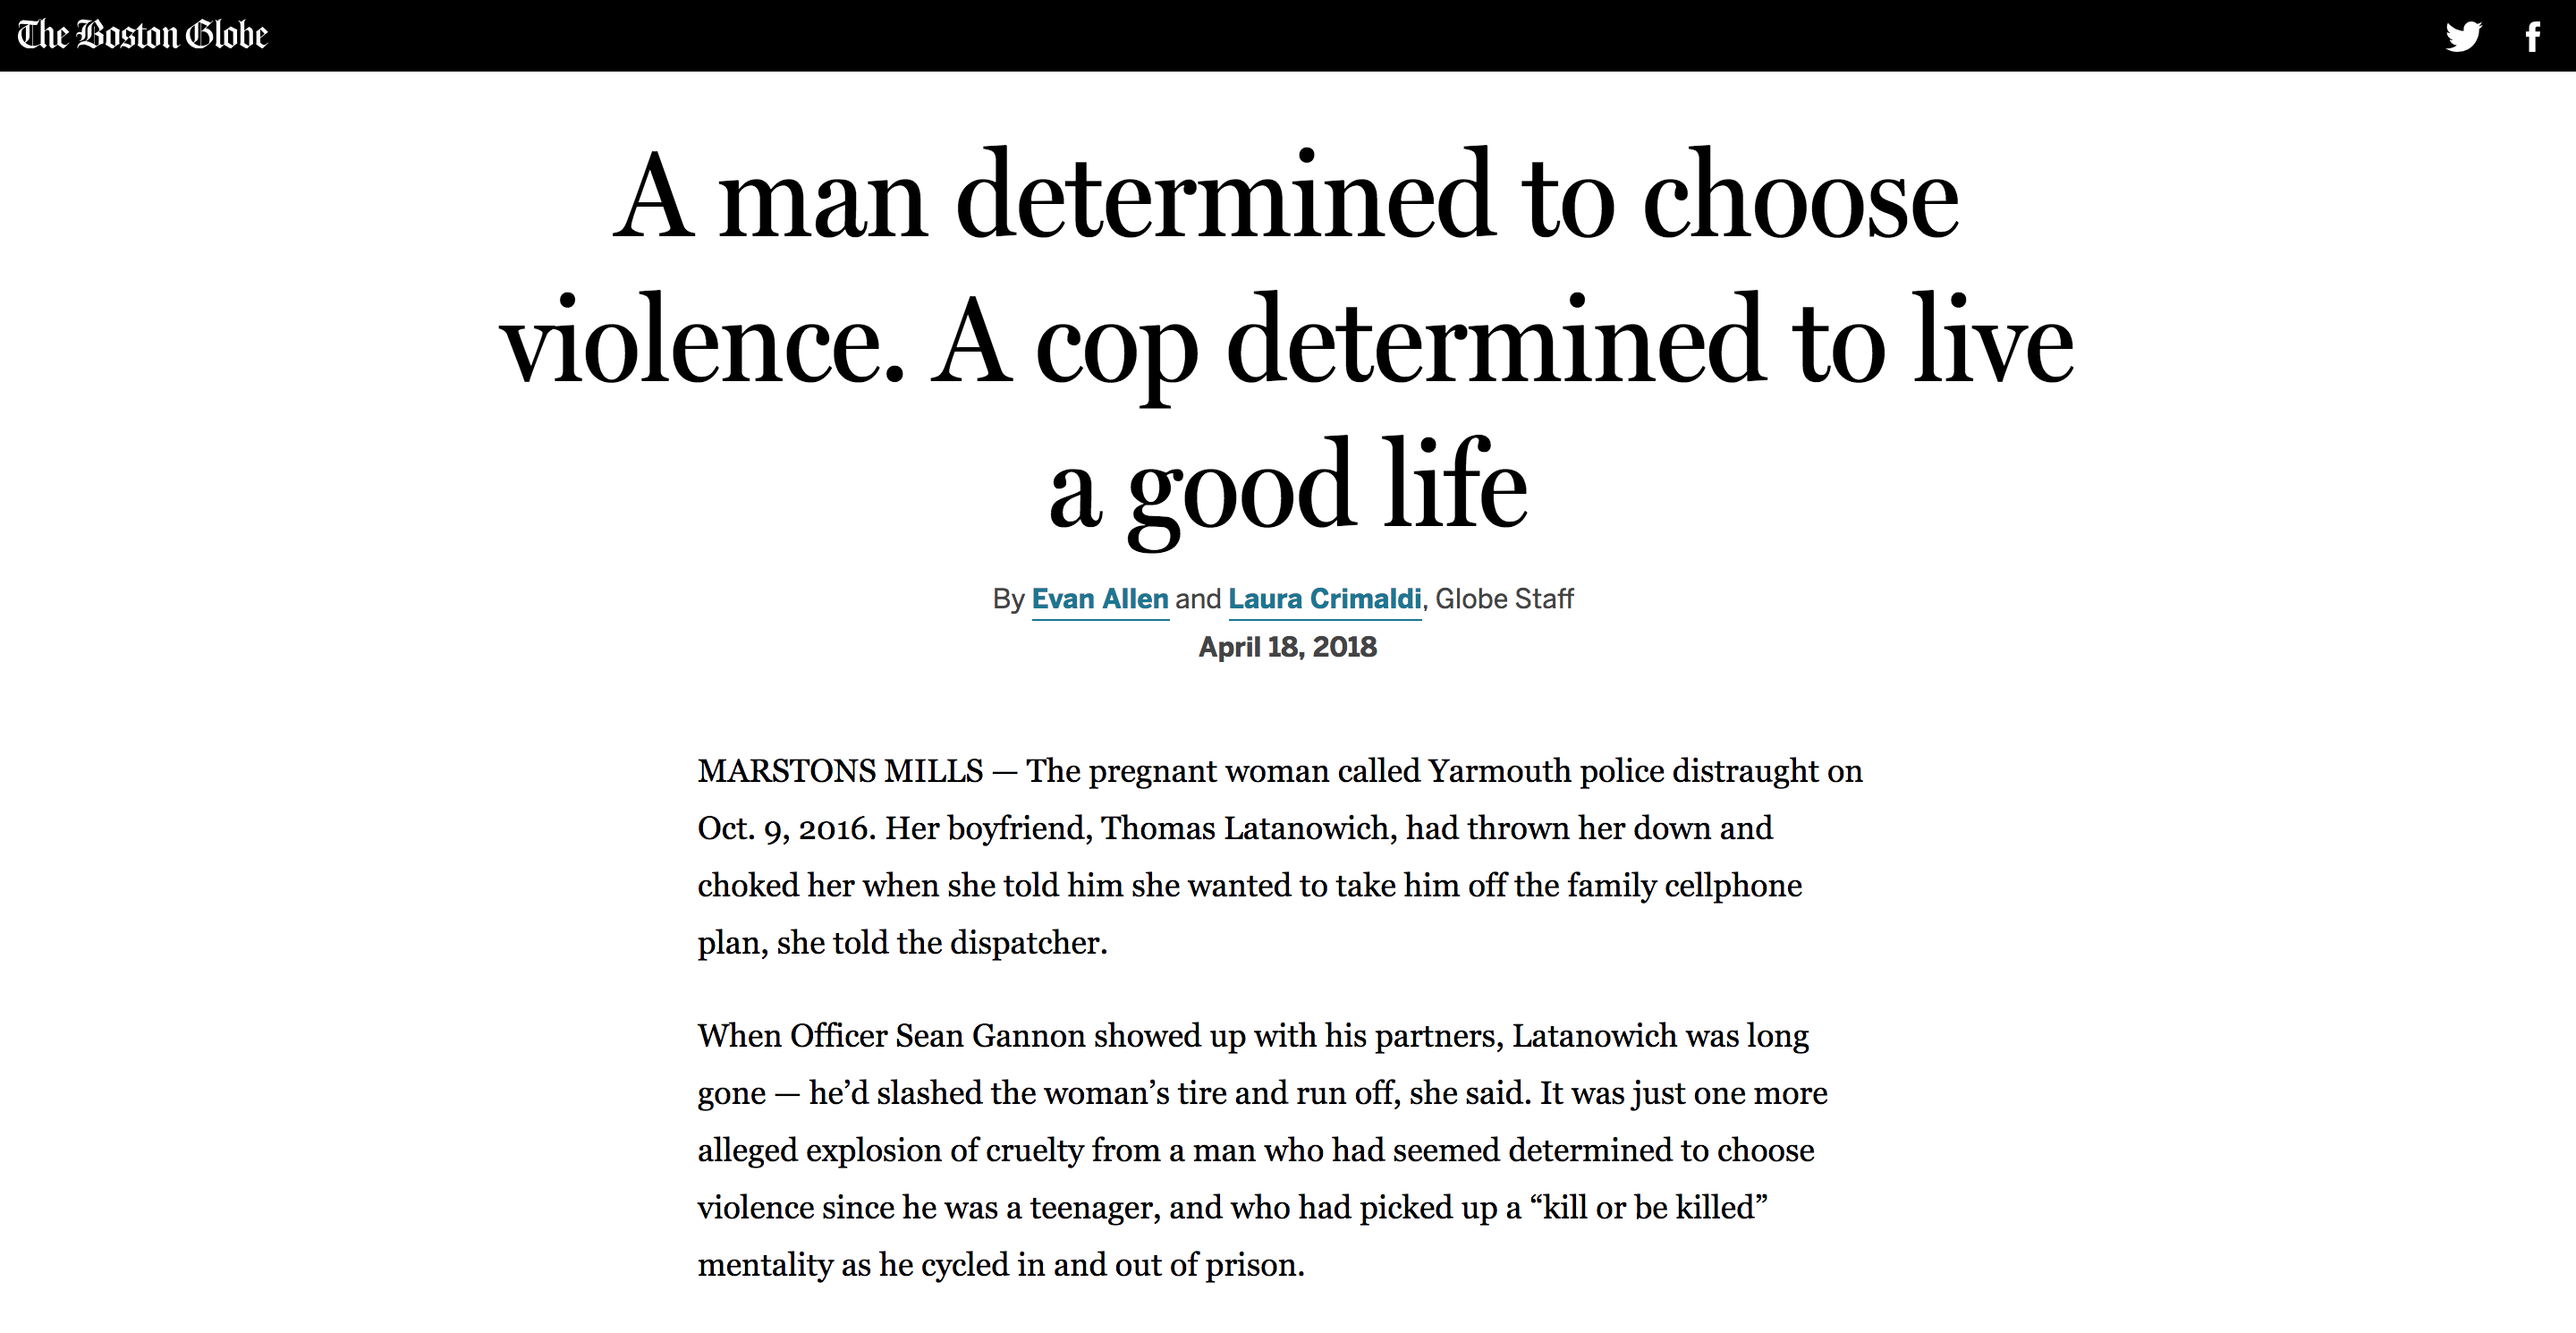 The Boston Globe
A man determined to choose
violence. A cop determined to live
a good life
By Evan Allen and Laura Crimaldi, Globe Staff
April 18, 2018
MARSTONS MILLS — The pregnant woman called Yarmouth police distraught on
Oct. 9, 2016. Her boyfriend, Thomas Latanowich, had thrown her down and
choked her when she told him she wanted to take him off the family cellphone
plan, she told the dispatcher.
When Officer Sean Gannon showed up with his partners, Latanowich was long
gone — he’d slashed the woman’s tire and run off, she said. It was just one more
alleged explosion of cruelty from a man who had seemed determined to choose
violence since he was a teenager, and who had picked up a “kill or be killed”
mentality as he cycled in and out of prison.